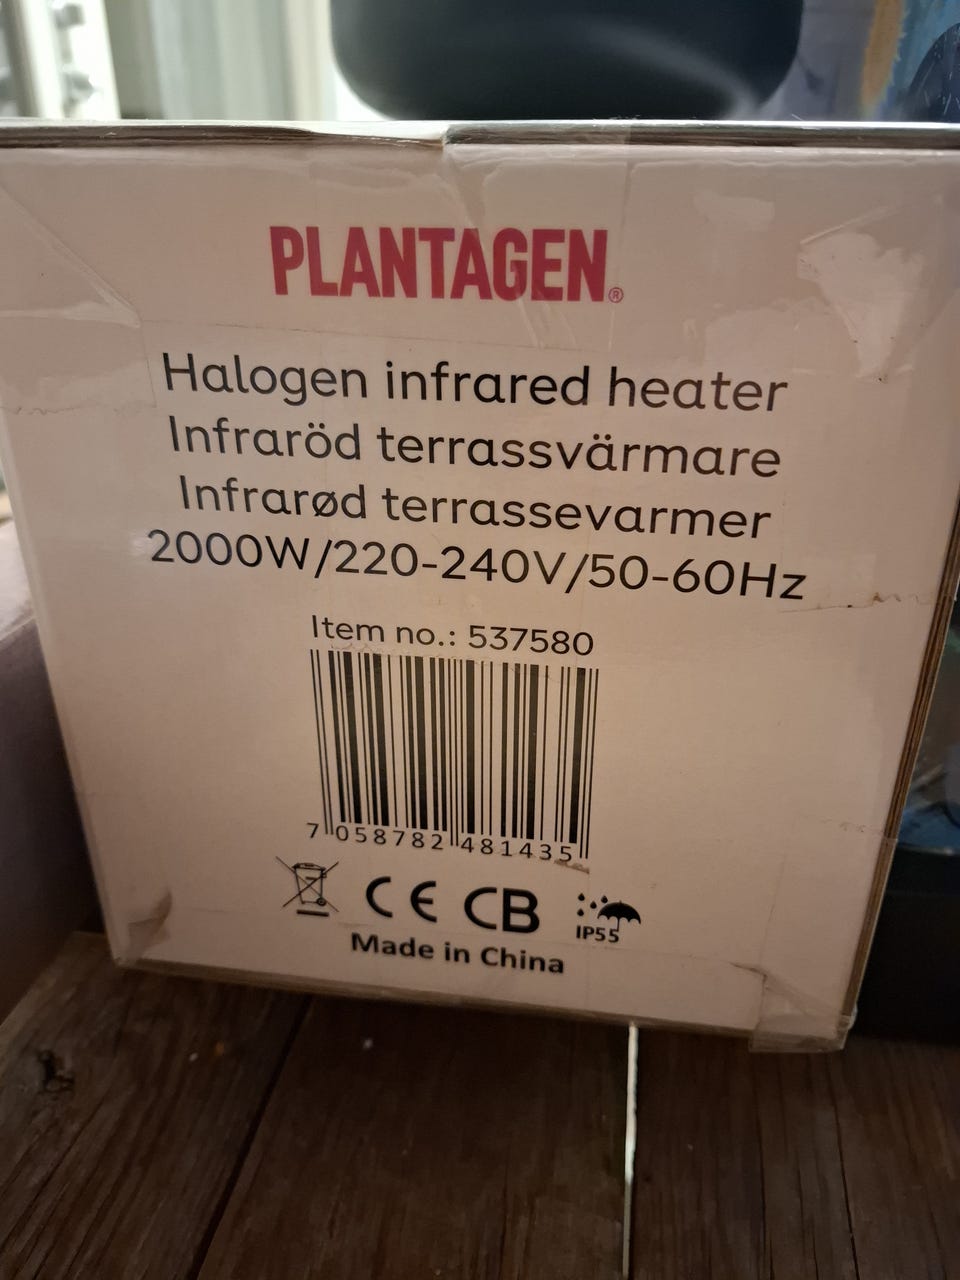 PLANTAGEN®
Halogen infrared heater
Infraröd terrassvärmare
Infrarød terrassevarmer
2000W/220-240V/50-60Hz
Item no.: 537580
7 058782 481435
CE CB IP55
Made in China